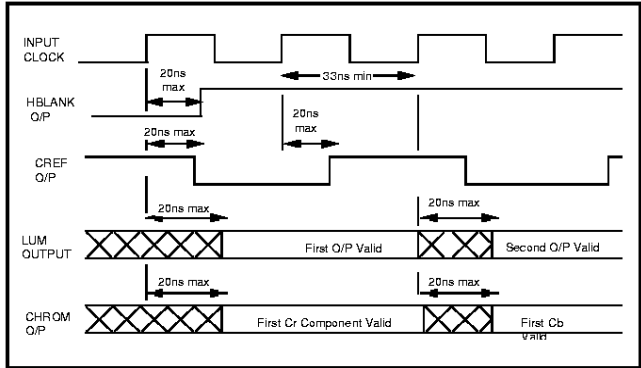 INPUT
CLOCK
20ns
max
33ns min
HBLANK
O/P
20ns max
20ns
max
CREF
O/P
20ns max
20ns max
LUM
OUTPUT
First O/P Valid
Second O/P Valid
20ns max
20ns max
CHROM
O/P
First Cr Component Valid
First Cb
Valid